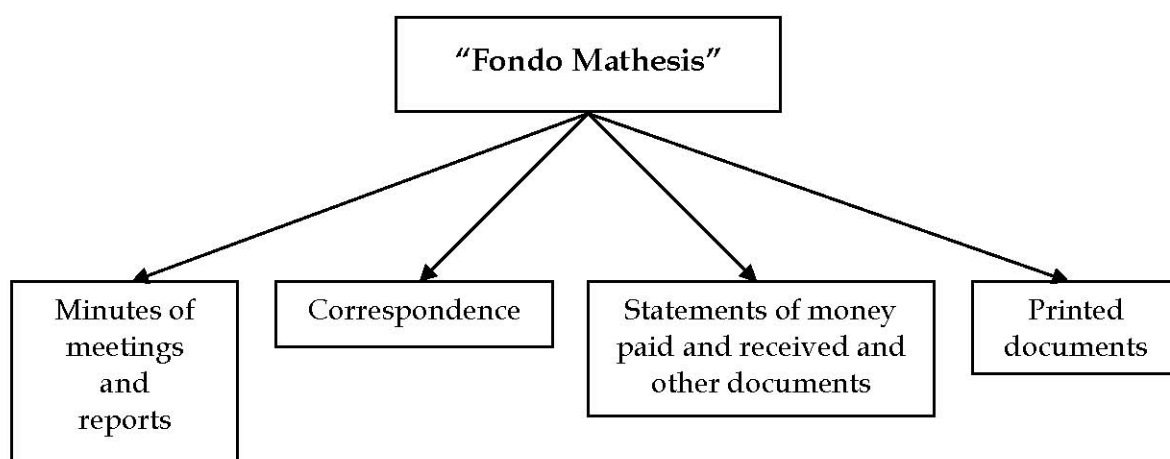 “Fondo Mathesis”
Minutes of
meetings
and
reports
Correspondence
Statements of money
paid and received and
other documents
Printed
documents